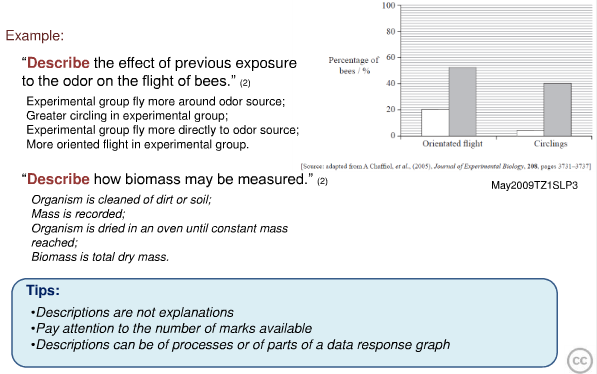 Example:
“Describe the effect of previous exposure
to the odor on the flight of bees.” (2)
Experimental group fly more around odor source;
Greater circling in experimental group;
Experimental group fly more directly to odor source;
More oriented flight in experimental group.
Percentage of
bees / %
100
80
60
40
20
0
Orientated flight
Circlings
[Source: adapted from A Chaffiol, et al., (2005), Journal of Experimental Biology, 208, pages 3731–3737]
May2009TZ1SLP3
“Describe how biomass may be measured.” (2)
Organism is cleaned of dirt or soil;
Mass is recorded;
Organism is dried in an oven until constant mass
reached;
Biomass is total dry mass.
Tips:
•Descriptions are not explanations
•Pay attention to the number of marks available
•Descriptions can be of processes or of parts of a data response graph
cc